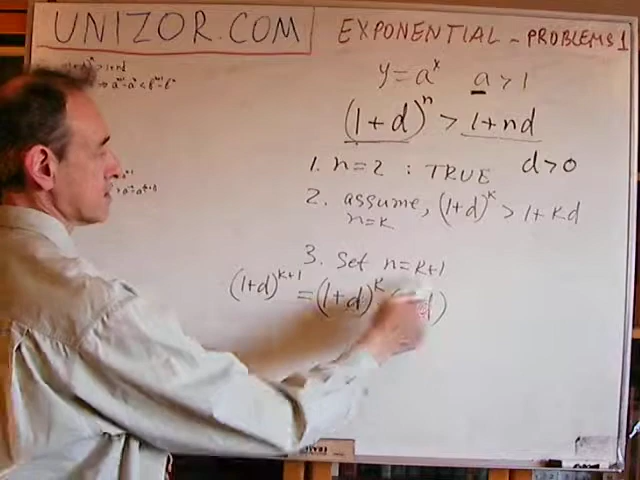 UNIZOR.COM
EXPONENTIAL - PROBLEMS 1
y = a^x a > 1
(1+d)^n > 1+nd
1. n=2 : TRUE d>0
2. assume, (1+d)^k > 1+kd
n=k
3. Set n=k+1
(1+d)^{k+1} = (1+d)^k ( d)